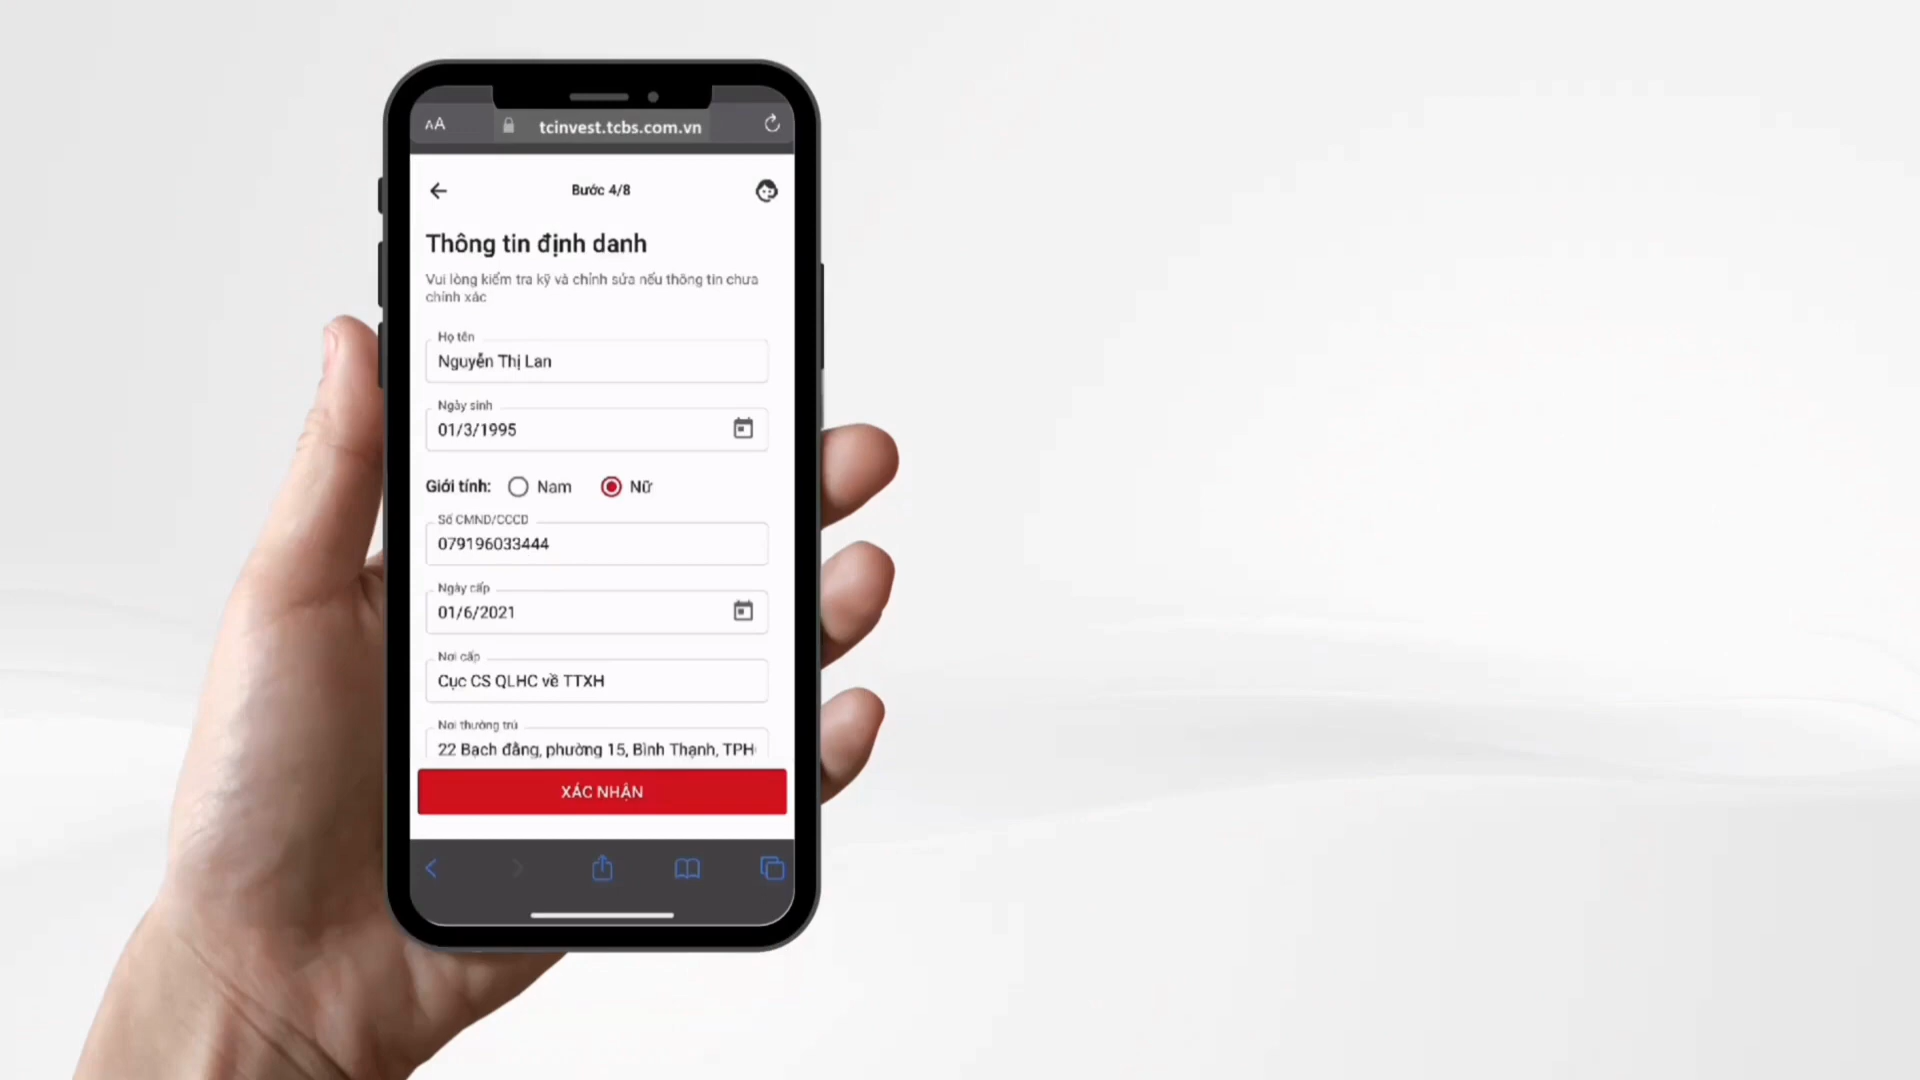 AA
tcinvest.tcbs.com.vn
Bước 4/8
Thông tin định danh
Vui lòng kiểm tra kỹ và chỉnh sửa nếu thông tin chưa
chính xác
Họ tên
Nguyễn Thị Lan
Ngày sinh
01/3/1995
Giới tính: Nam Nữ
Số CMND/CCCD
079196033444
Ngày cấp
01/6/2021
Nơi cấp
Cục CS QLHC về TTXH
Nơi thường trú
22 Bạch đằng, phường 15, Bình Thạnh, TPH
XÁC NHẬN